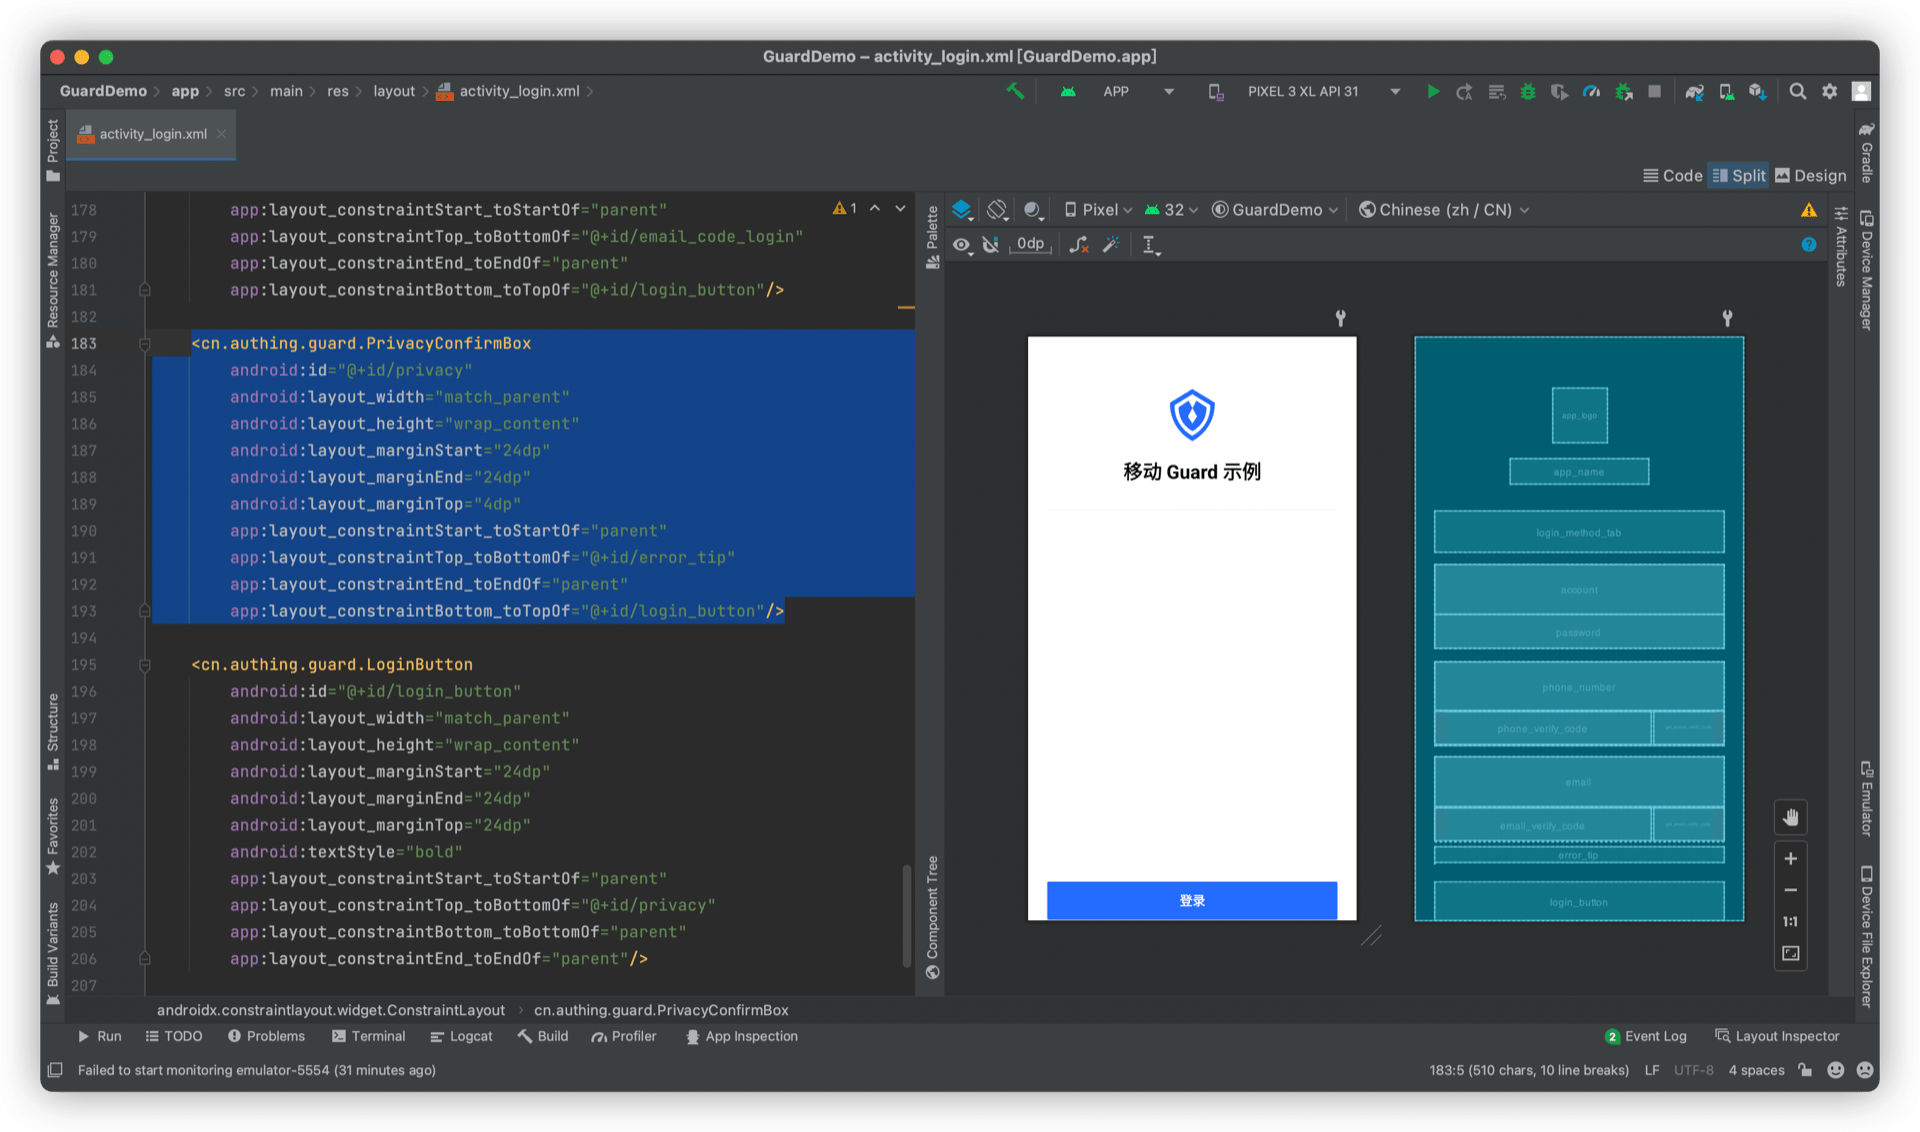 GuardDemo – activity_login.xml [GuardDemo.app]
GuardDemo app src main res layout activity_login.xml
APP PIXEL 3 XL API 31
activity_login.xml
Code Split Design
Project
Resource Manager
Structure
Favorites
Build Variants
178 app:layout_constraintStart_toStartOf="parent"
179 app:layout_constraintTop_toBottomOf="@+id/email_code_login"
180 app:layout_constraintEnd_toEndOf="parent"
181 app:layout_constraintBottom_toTopOf="@+id/login_button"/>
182
183 <cn.authing.guard.PrivacyConfirmBox
184 android:id="@+id/privacy"
185 android:layout_width="match_parent"
186 android:layout_height="wrap_content"
187 android:layout_marginStart="24dp"
188 android:layout_marginEnd="24dp"
189 android:layout_marginTop="4dp"
190 app:layout_constraintStart_toStartOf="parent"
191 app:layout_constraintTop_toBottomOf="@+id/error_tip"
192 app:layout_constraintEnd_toEndOf="parent"
193 app:layout_constraintBottom_toTopOf="@+id/login_button"/>
194
195 <cn.authing.guard.LoginButton
196 android:id="@+id/login_button"
197 android:layout_width="match_parent"
198 android:layout_height="wrap_content"
199 android:layout_marginStart="24dp"
200 android:layout_marginEnd="24dp"
201 android:layout_marginTop="24dp"
202 android:textStyle="bold"
203 app:layout_constraintStart_toStartOf="parent"
204 app:layout_constraintTop_toBottomOf="@+id/privacy"
205 app:layout_constraintBottom_toBottomOf="parent"
206 app:layout_constraintEnd_toEndOf="parent"/>
207
1
Palette
Component Tree
Pixel 32 GuardDemo Chinese (zh / CN)
0dp
移动 Guard 示例
登录
app_logo
app_name
login_method_tab
account
password
phone_number
phone_verify_code
email
email_verify_code
error_tip
login_button
1:1
Attributes
Gradle
Device Manager
Emulator
Device File Explorer
androidx.constraintlayout.widget.ConstraintLayout cn.authing.guard.PrivacyConfirmBox
Run TODO Problems Terminal Logcat Build Profiler App Inspection 2 Event Log Layout Inspector
Failed to start monitoring emulator-5554 (31 minutes ago) 183:5 (510 chars, 10 line breaks) LF UTF-8 4 spaces